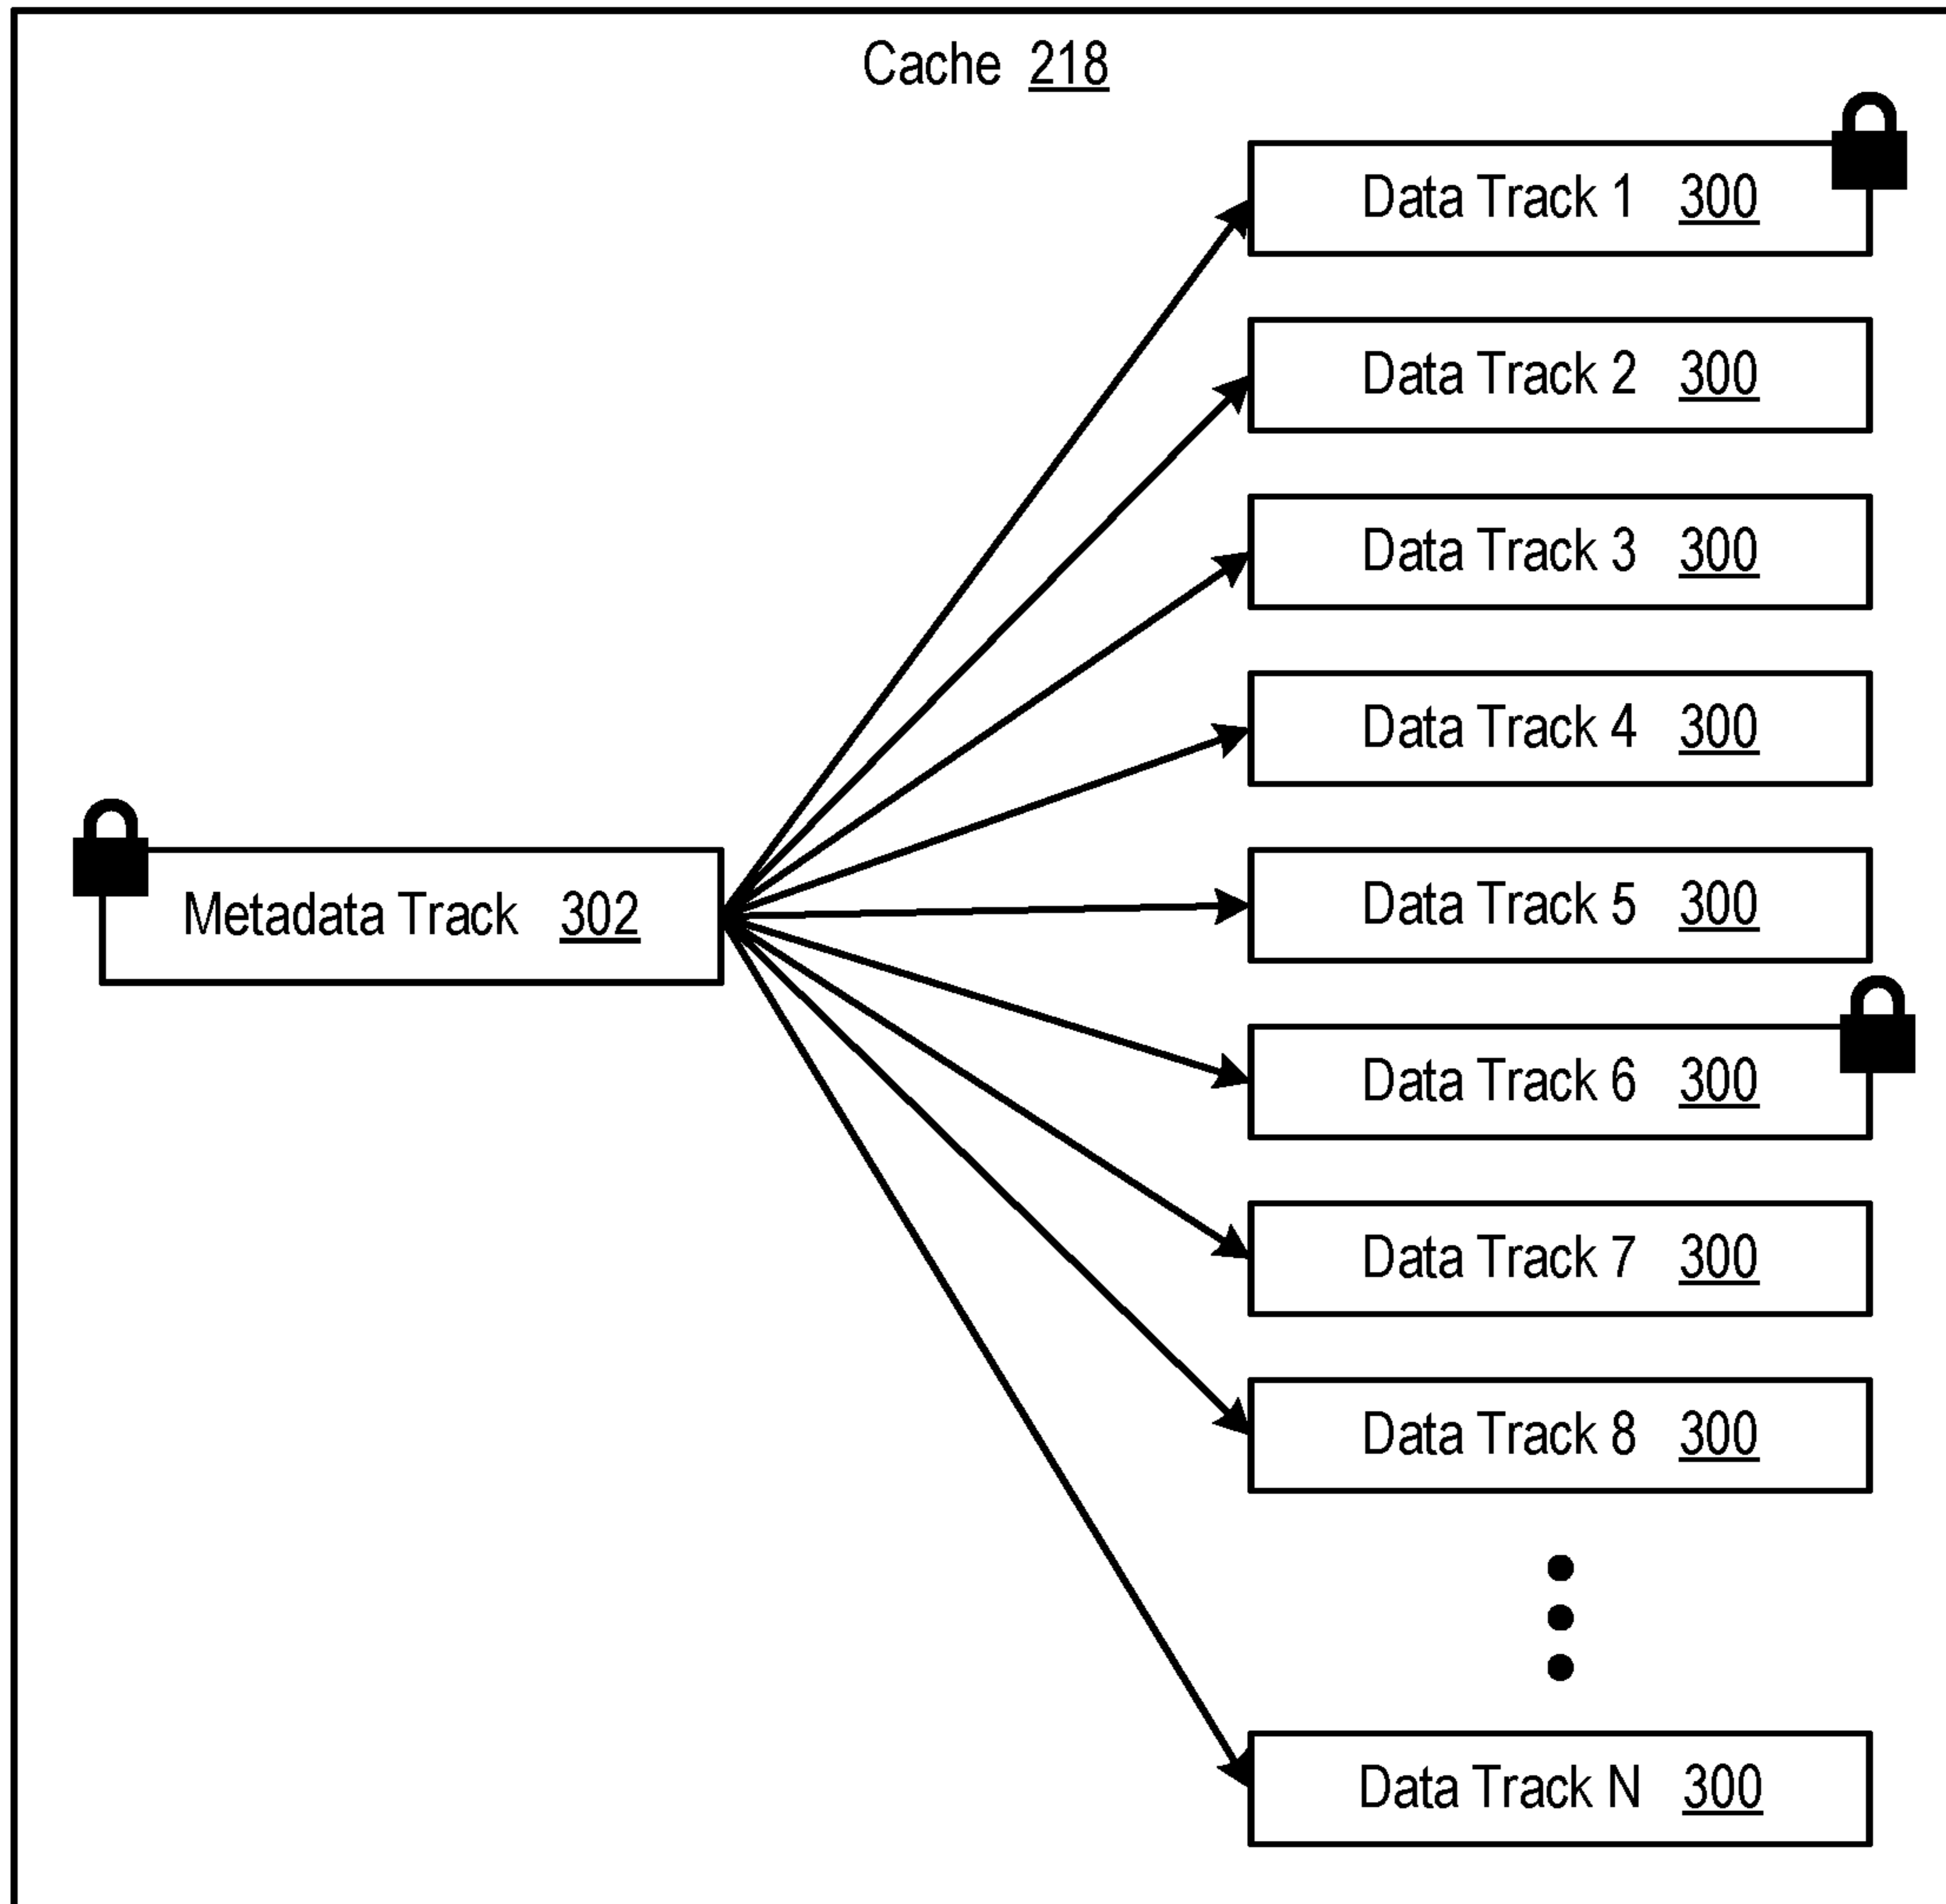 Cache 218
Data Track 1 300
Data Track 2 300
Data Track 3 300
Data Track 4 300
Metadata Track 302
Data Track 5 300
Data Track 6 300
Data Track 7 300
Data Track 8 300
Data Track N 300